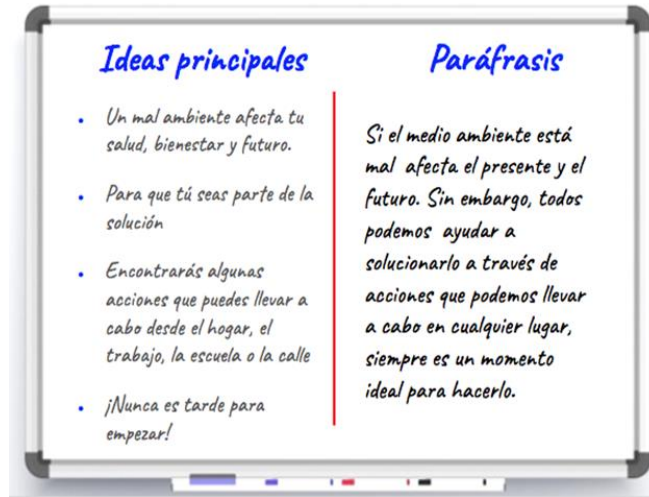 Ideas principales
• Un mal ambiente afecta tu
salud, bienestar y futuro.
• Para que tú seas parte de la
solución
• Encontrarás algunas
acciones que puedes llevar a
cabo desde el hogar, el
trabajo, la escuela o la calle
• ¡Nunca es tarde para
empezar!
Paráfrasis
Si el medio ambiente está
mal afecta el presente y el
futuro. Sin embargo, todos
podemos ayudar a
solucionarlo a través de
acciones que podemos llevar
a cabo en cualquier lugar,
siempre es un momento
ideal para hacerlo.